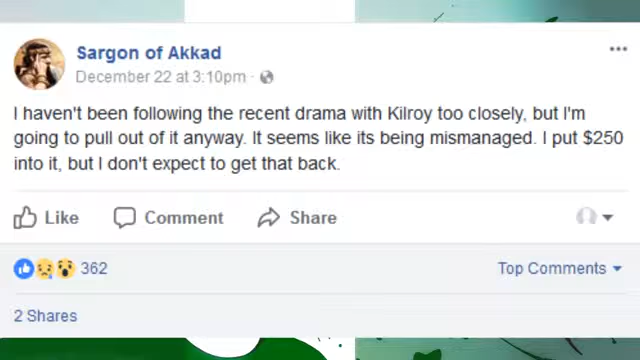 Sargon of Akkad
December 22 at 3:10pm ·
I haven't been following the recent drama with Kilroy too closely, but I'm
going to pull out of it anyway. It seems like its being mismanaged. I put $250
into it, but I don't expect to get that back.
Like Comment Share
362 Top Comments
2 Shares